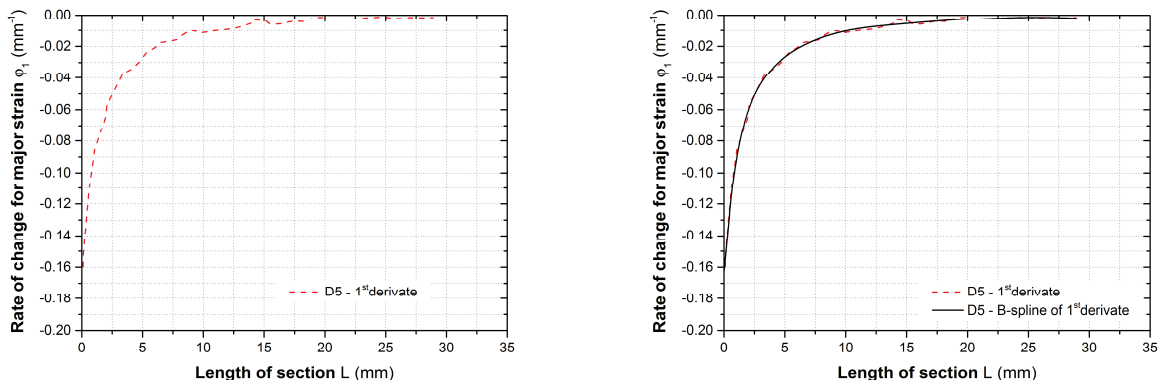 Rate of change for major strain φ₁ (mm⁻¹)
0.00
-0.02
-0.04
-0.06
-0.08
-0.10
-0.12
-0.14
-0.16
-0.18
-0.20
D5 - 1ˢᵗderivate
0 5 10 15 20 25 30 35
Length of section L (mm)
Rate of change for major strain φ₁ (mm⁻¹)
0.00
-0.02
-0.04
-0.06
-0.08
-0.10
-0.12
-0.14
-0.16
-0.18
-0.20
D5 - 1ˢᵗderivate
D5 - B-spline of 1ˢᵗderivate
0 5 10 15 20 25 30 35
Length of section L (mm)